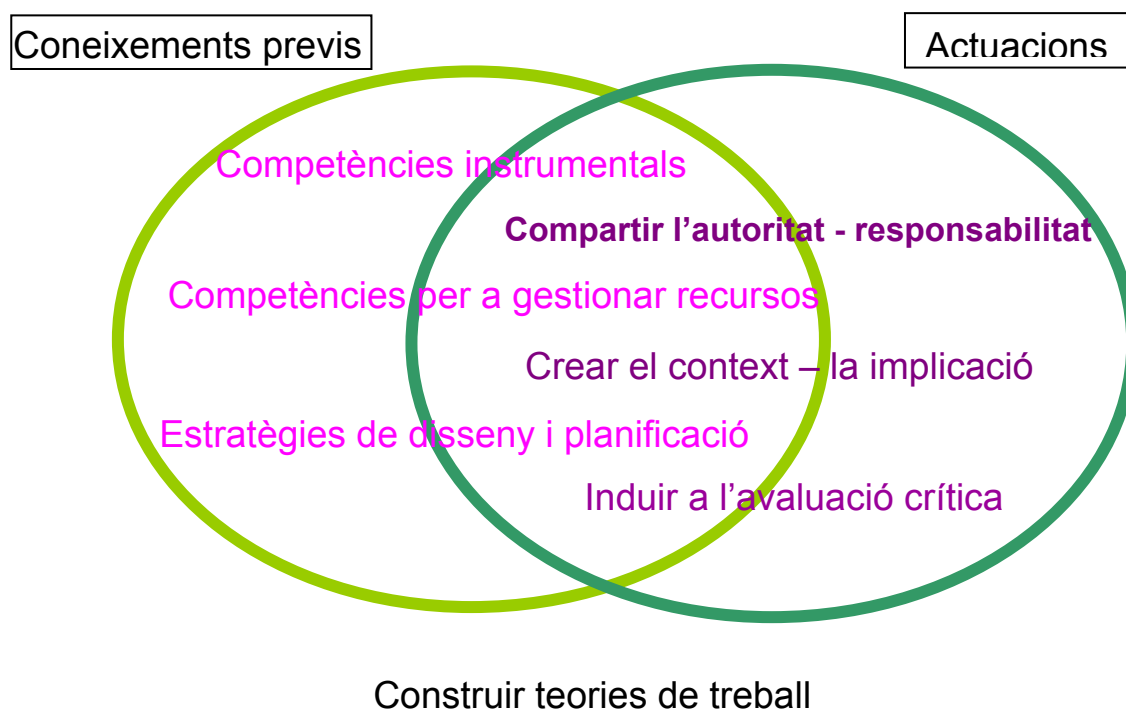 Coneixements previs
Actuacions
Competències instrumentals
Compartir l’autoritat - responsabilitat
Competències per a gestionar recursos
Crear el context – la implicació
Estratègies de disseny i planificació
Induir a l’avaluació crítica
Construir teories de treball